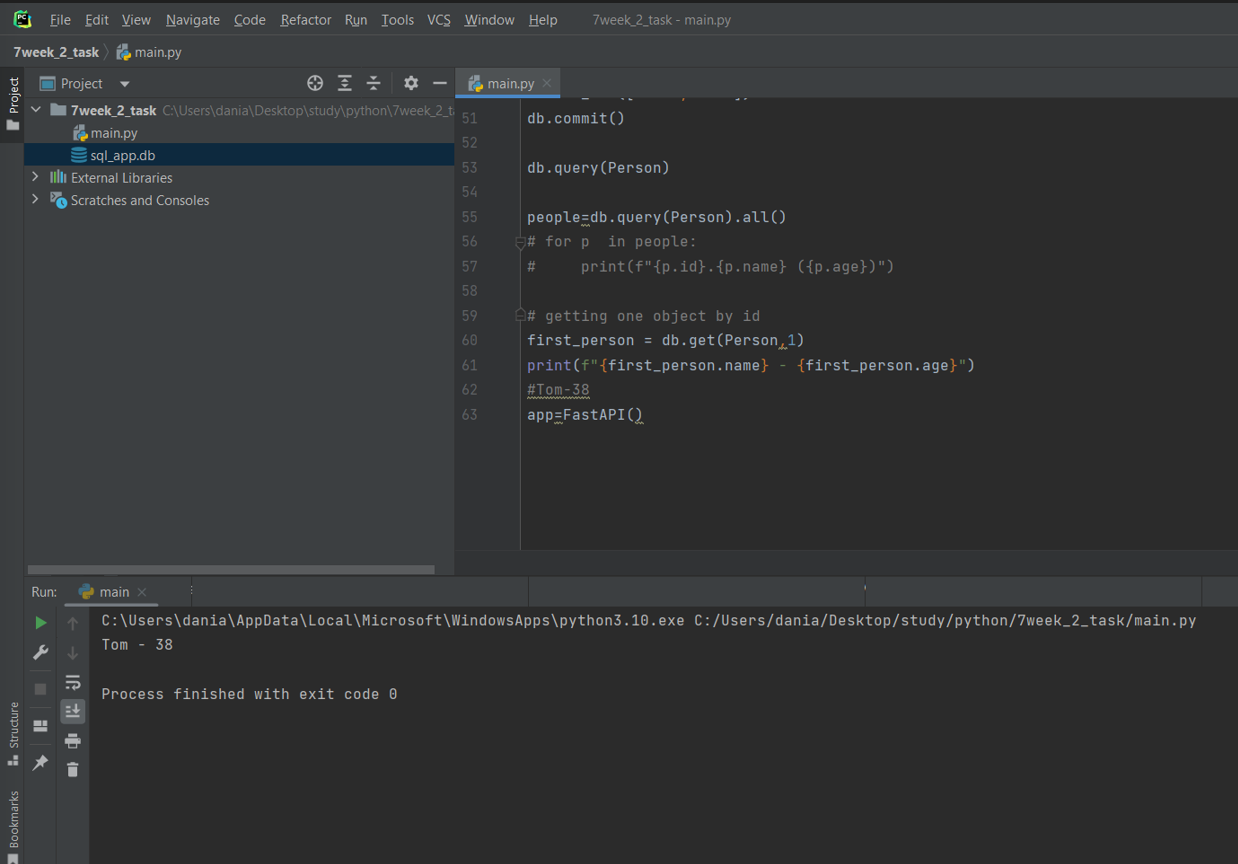 PC File Edit View Navigate Code Refactor Run Tools VCS Window Help 7week_2_task - main.py
7week_2_task main.py
Project
Project
main.py
7week_2_task C:\Users\dania\Desktop\study\python\7week_2_t
main.py
sql_app.db
External Libraries
Scratches and Consoles
51 db.commit()
52
53 db.query(Person)
54
55 people=db.query(Person).all()
56 # for p  in people:
57 #     print(f"{p.id}.{p.name} ({p.age})")
58
59 # getting one object by id
60 first_person = db.get(Person,1)
61 print(f"{first_person.name} - {first_person.age}")
62 #Tom-38
63 app=FastAPI()
Run: main
C:\Users\dania\AppData\Local\Microsoft\WindowsApps\python3.10.exe C:/Users/dania/Desktop/study/python/7week_2_task/main.py
Tom - 38
Process finished with exit code 0
Structure
Bookmarks